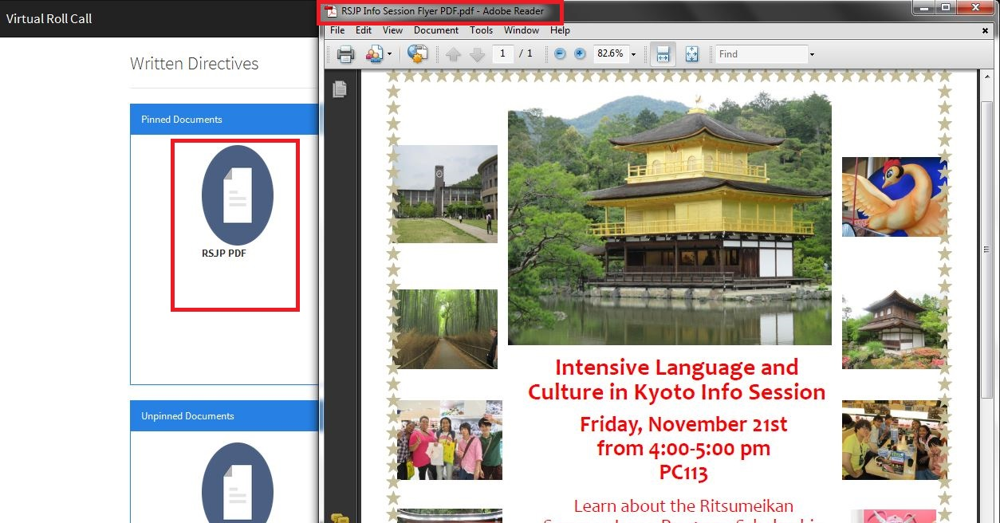 Virtual Roll Call
Written Directives
Pinned Documents
RSJP PDF
Unpinned Documents
RSJP Info Session Flyer PDF.pdf - Adobe Reader
File Edit View Document Tools Window Help
1 / 1 82.6% Find
Intensive Language and
Culture in Kyoto Info Session
Friday, November 21st
from 4:00-5:00 pm
PC113
Learn about the Ritsumeikan